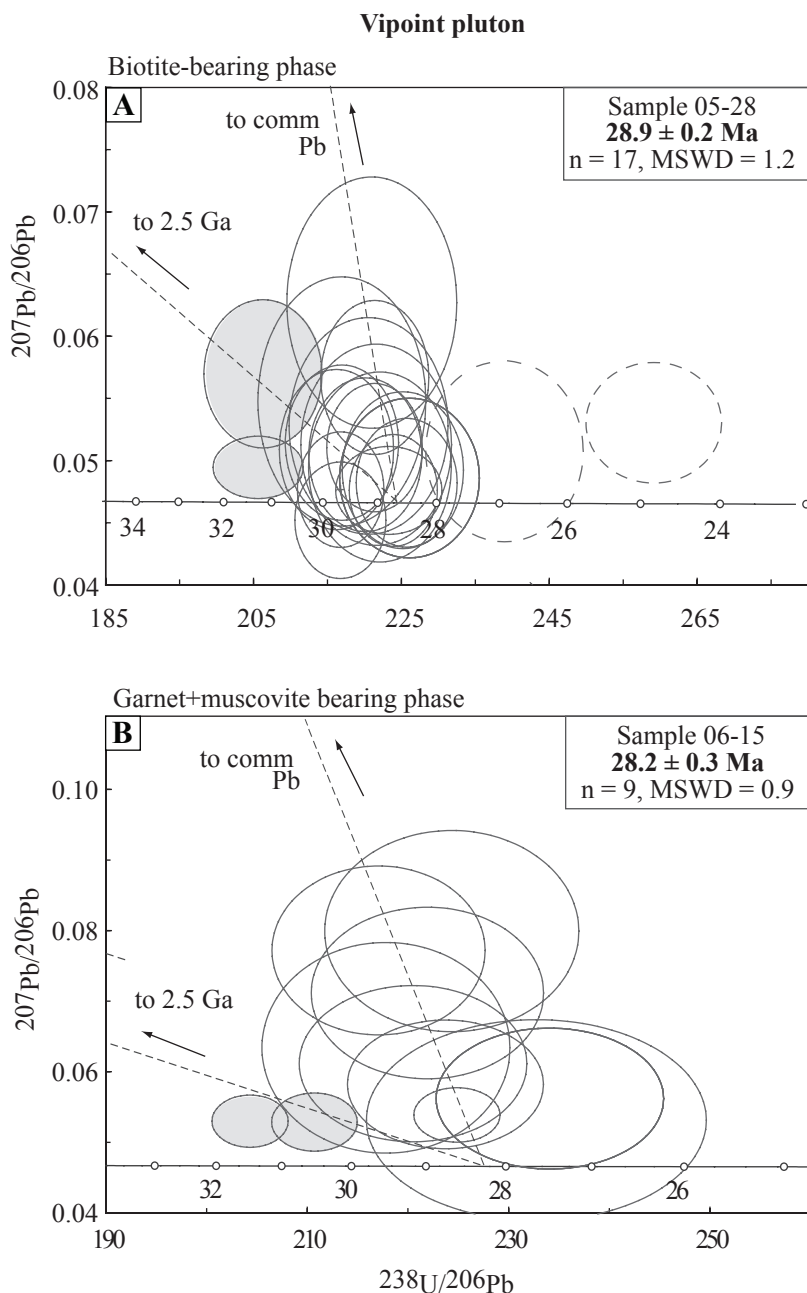 Vipoint pluton
Biotite-bearing phase
A
to comm
Pb
to 2.5 Ga
Sample 05-28
28.9 ± 0.2 Ma
n = 17, MSWD = 1.2
207Pb/206Pb
0.08
0.07
0.06
0.05
0.04
34 32 30 28 26 24
185 205 225 245 265
Garnet+muscovite bearing phase
B
to comm
Pb
to 2.5 Ga
Sample 06-15
28.2 ± 0.3 Ma
n = 9, MSWD = 0.9
207Pb/206Pb
0.10
0.08
0.06
0.04
32 30 28 26
190 210 230 250
238U/206Pb